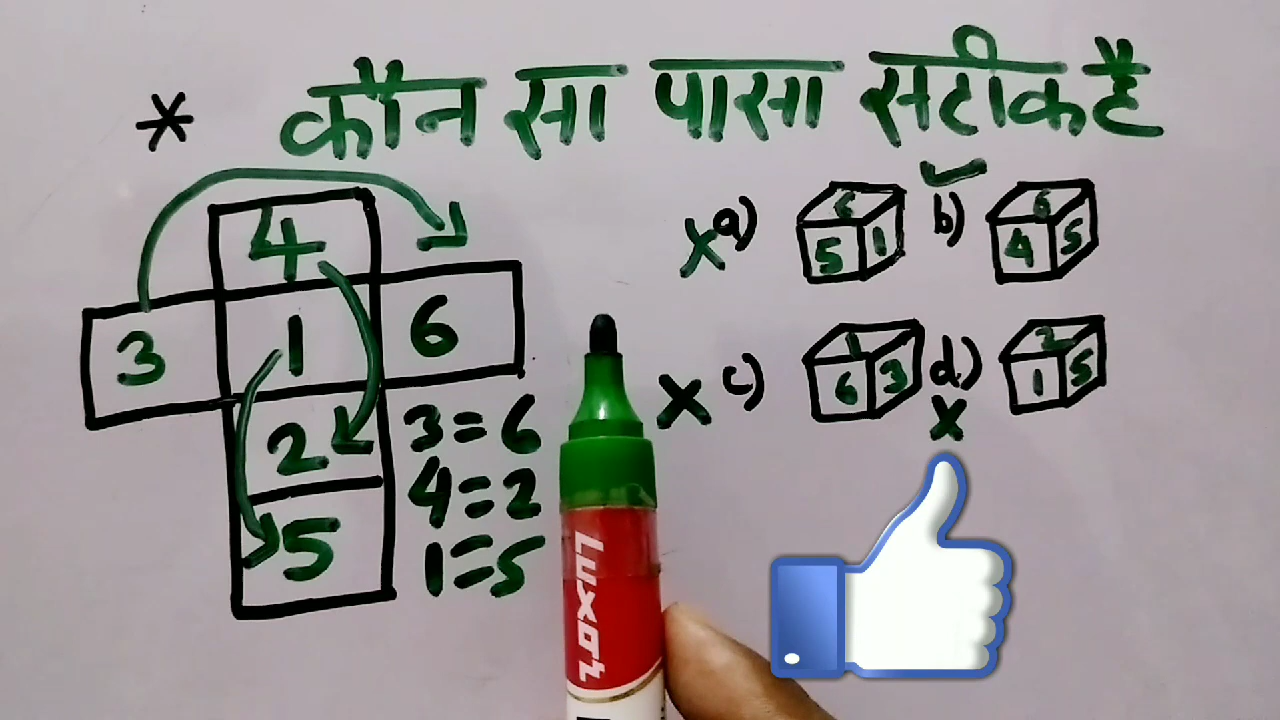 * कौन सा पासा सटीक है
4
3 1 6
2
5
3=6
4=2
1=5
x a) 6 5 1
✓ b) 6 4 5
x c) 1 6 3
x d) 2 1 5
Luxor